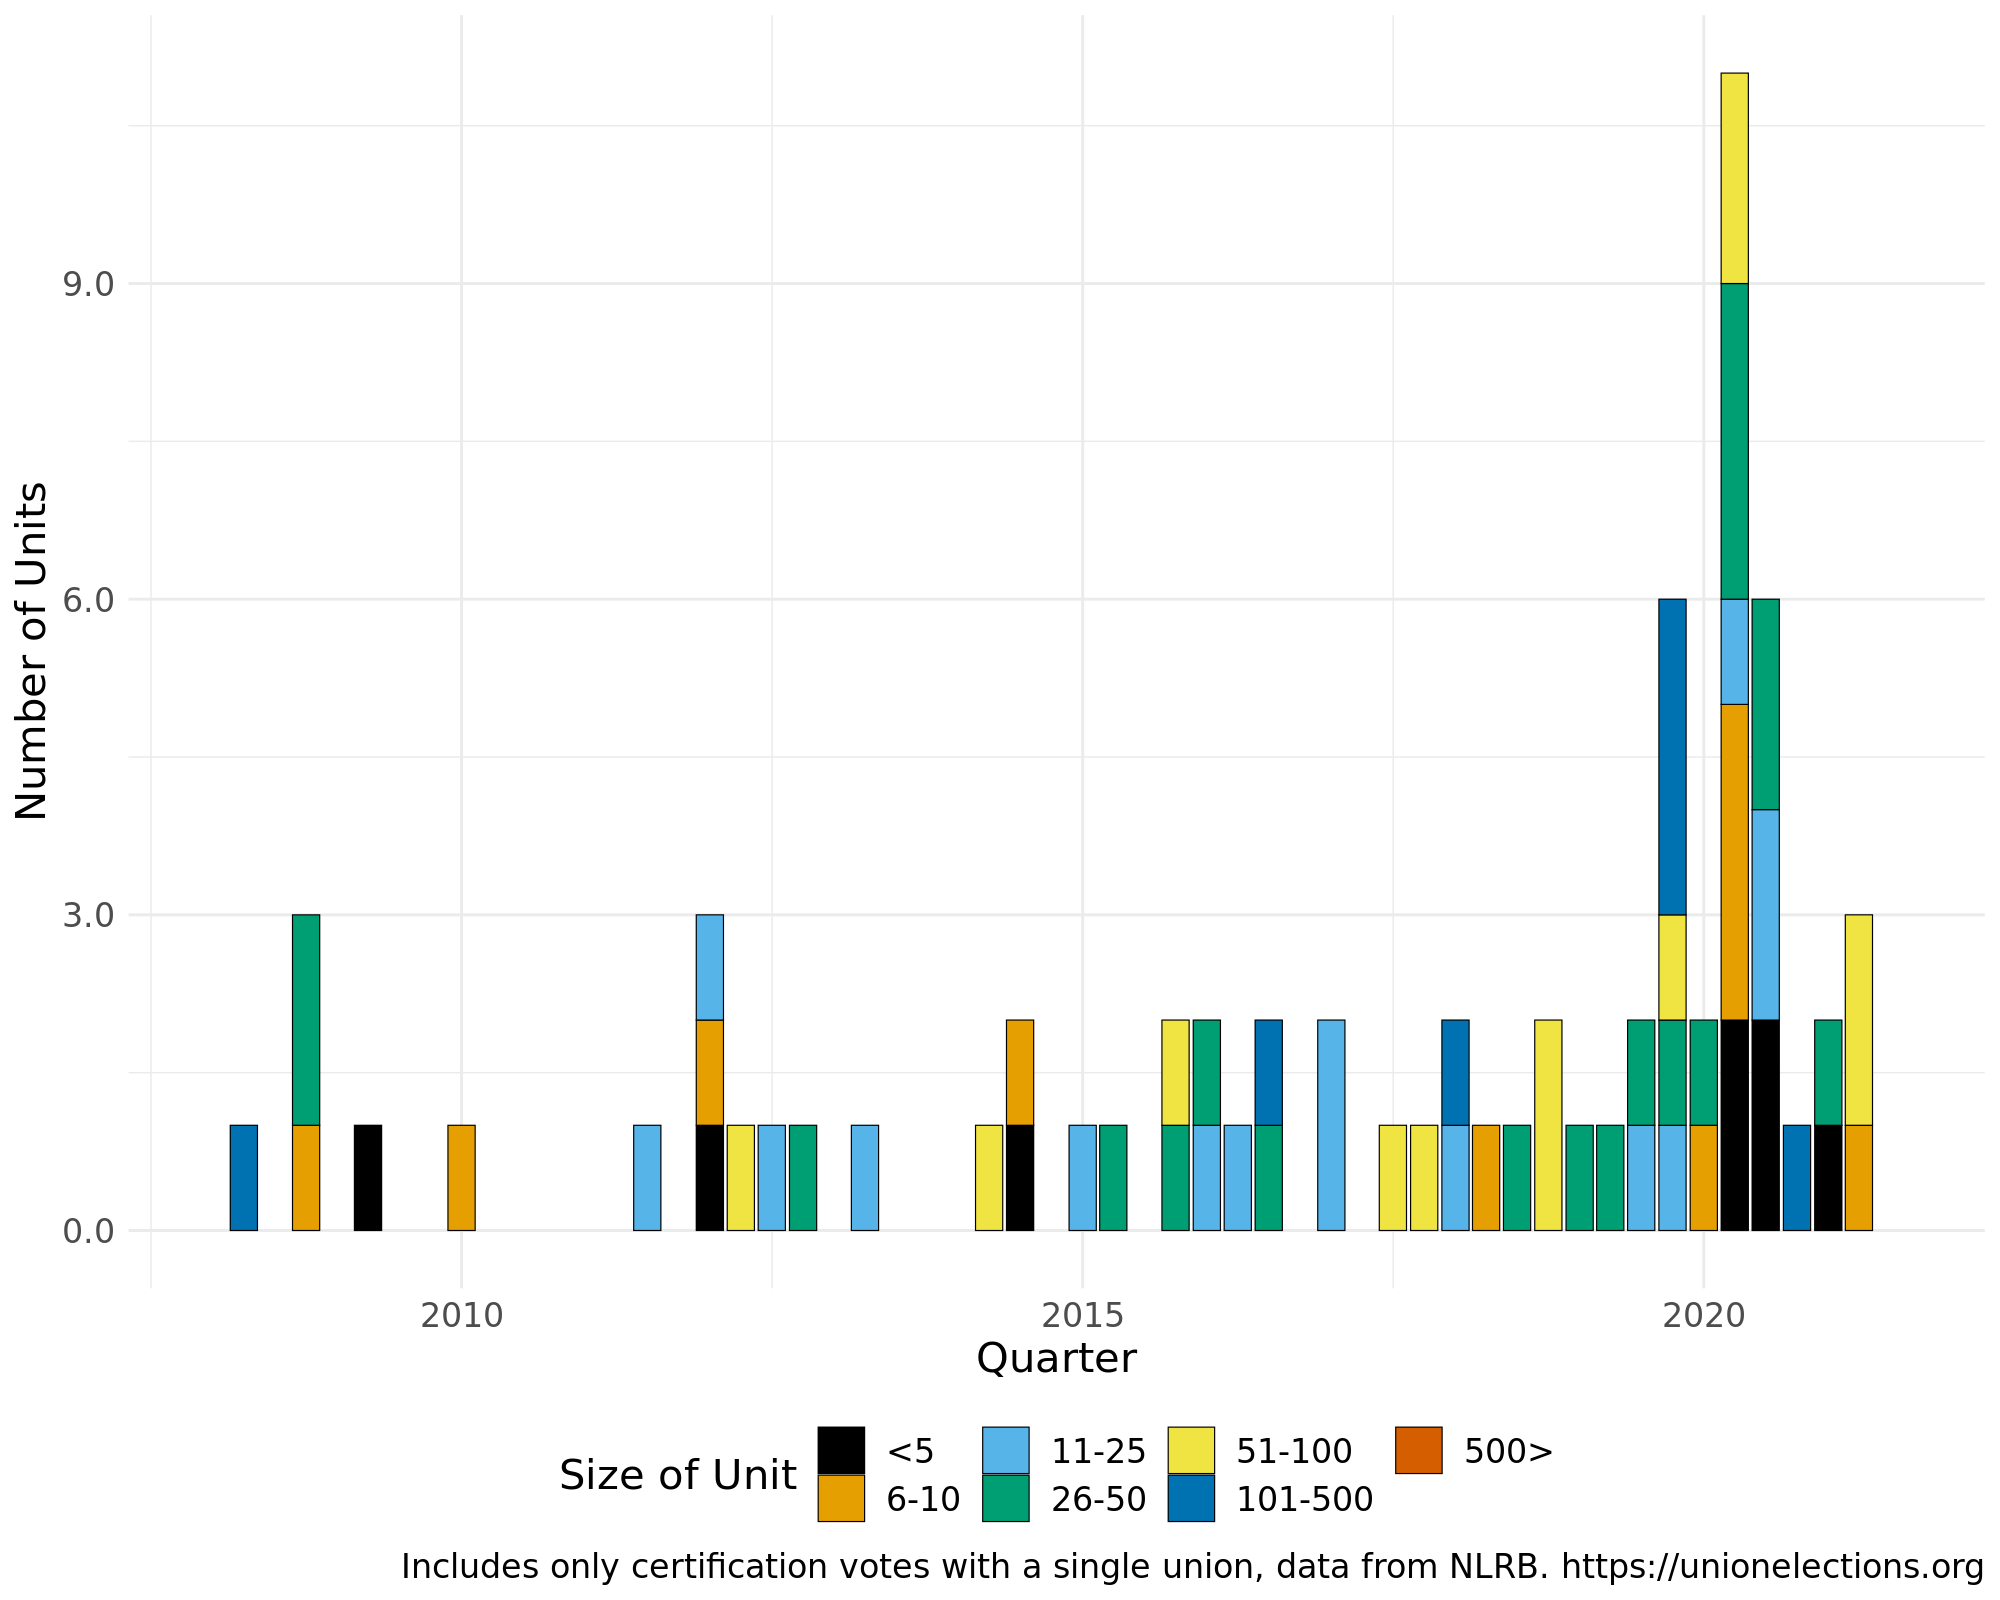 Number of Units
9.0
6.0
3.0
0.0
2010 2015 2020
Quarter
Size of Unit
<5 11-25 51-100 500>
6-10 26-50 101-500
Includes only certification votes with a single union, data from NLRB. https://unionelections.org